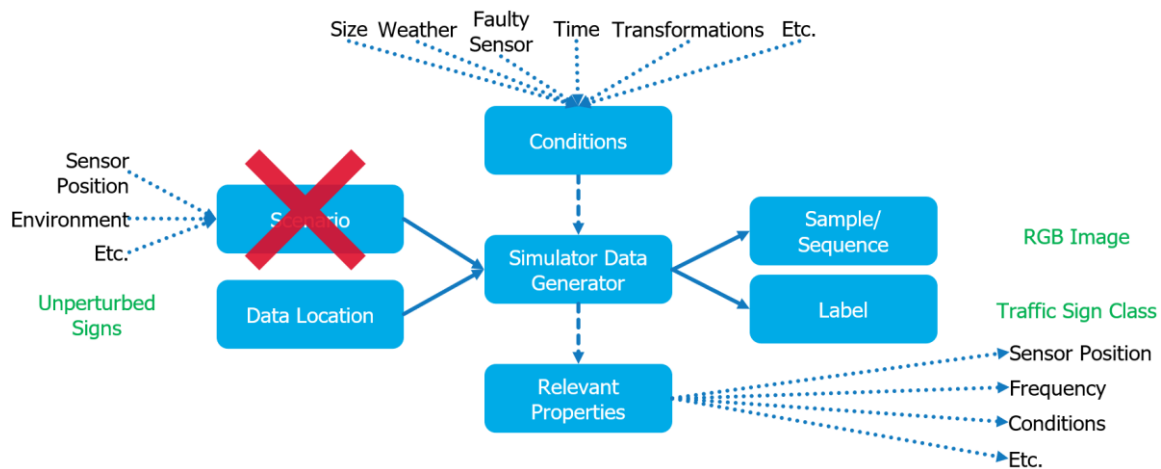 Size Weather Faulty Sensor Time Transformations Etc.
Conditions
Sensor
Position
Environment
Etc.
Scenario
Unperturbed
Signs
Data Location
Simulator Data
Generator
Sample/
Sequence
RGB Image
Label
Traffic Sign Class
Relevant
Properties
Sensor Position
Frequency
Conditions
Etc.